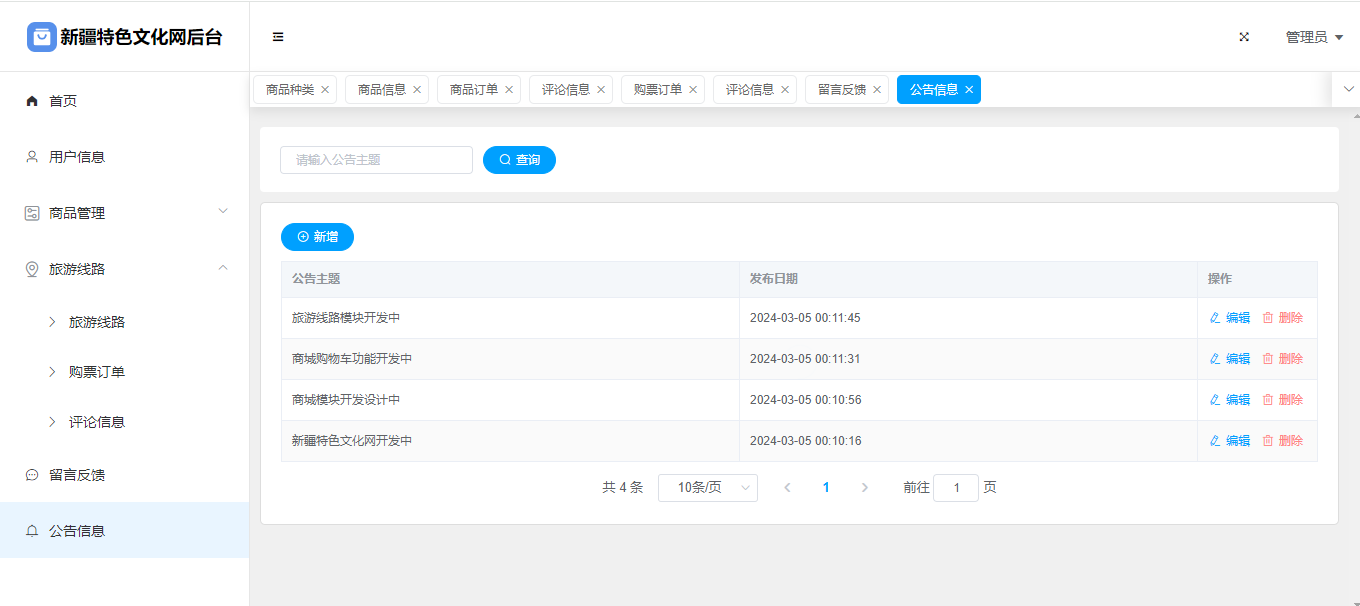 新疆特色文化网后台
管理员
首页
用户信息
商品管理
旅游线路
旅游线路
购票订单
评论信息
留言反馈
公告信息
商品种类 商品信息 商品订单 评论信息 购票订单 评论信息 留言反馈 公告信息
请输入公告主题 查询
新增
公告主题 发布日期 操作
旅游线路模块开发中 2024-03-05 00:11:45 编辑 删除
商城购物车功能开发中 2024-03-05 00:11:31 编辑 删除
商城模块开发设计中 2024-03-05 00:10:56 编辑 删除
新疆特色文化网开发中 2024-03-05 00:10:16 编辑 删除
共 4 条 10条/页 1 前往 1 页